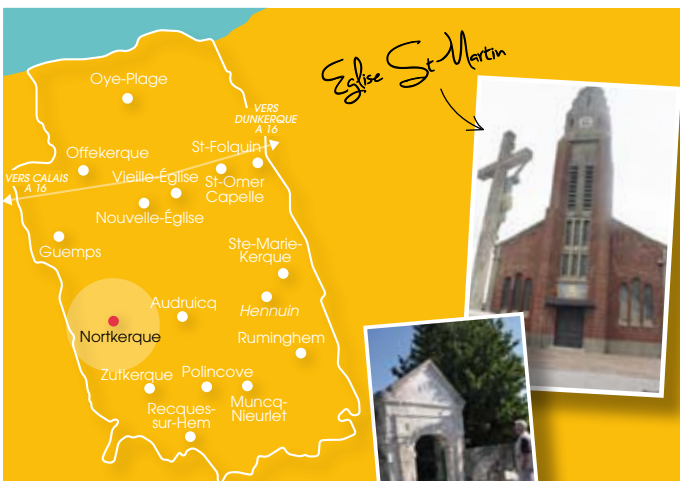 Eglise St-Martin
Oye-Plage
VERS
DUNKERQUE
A 16
Offekerque
St-Folquin
VERS CALAIS
A 16
Vieille-Église
St-Omer
Capelle
Nouvelle-Église
Guemps
Ste-Marie-
Kerque
Audruicq
Hennuin
Nortkerque
Ruminghem
Zutkerque
Polincove
Muncq-
Nieurlet
Recques-
sur-Hem